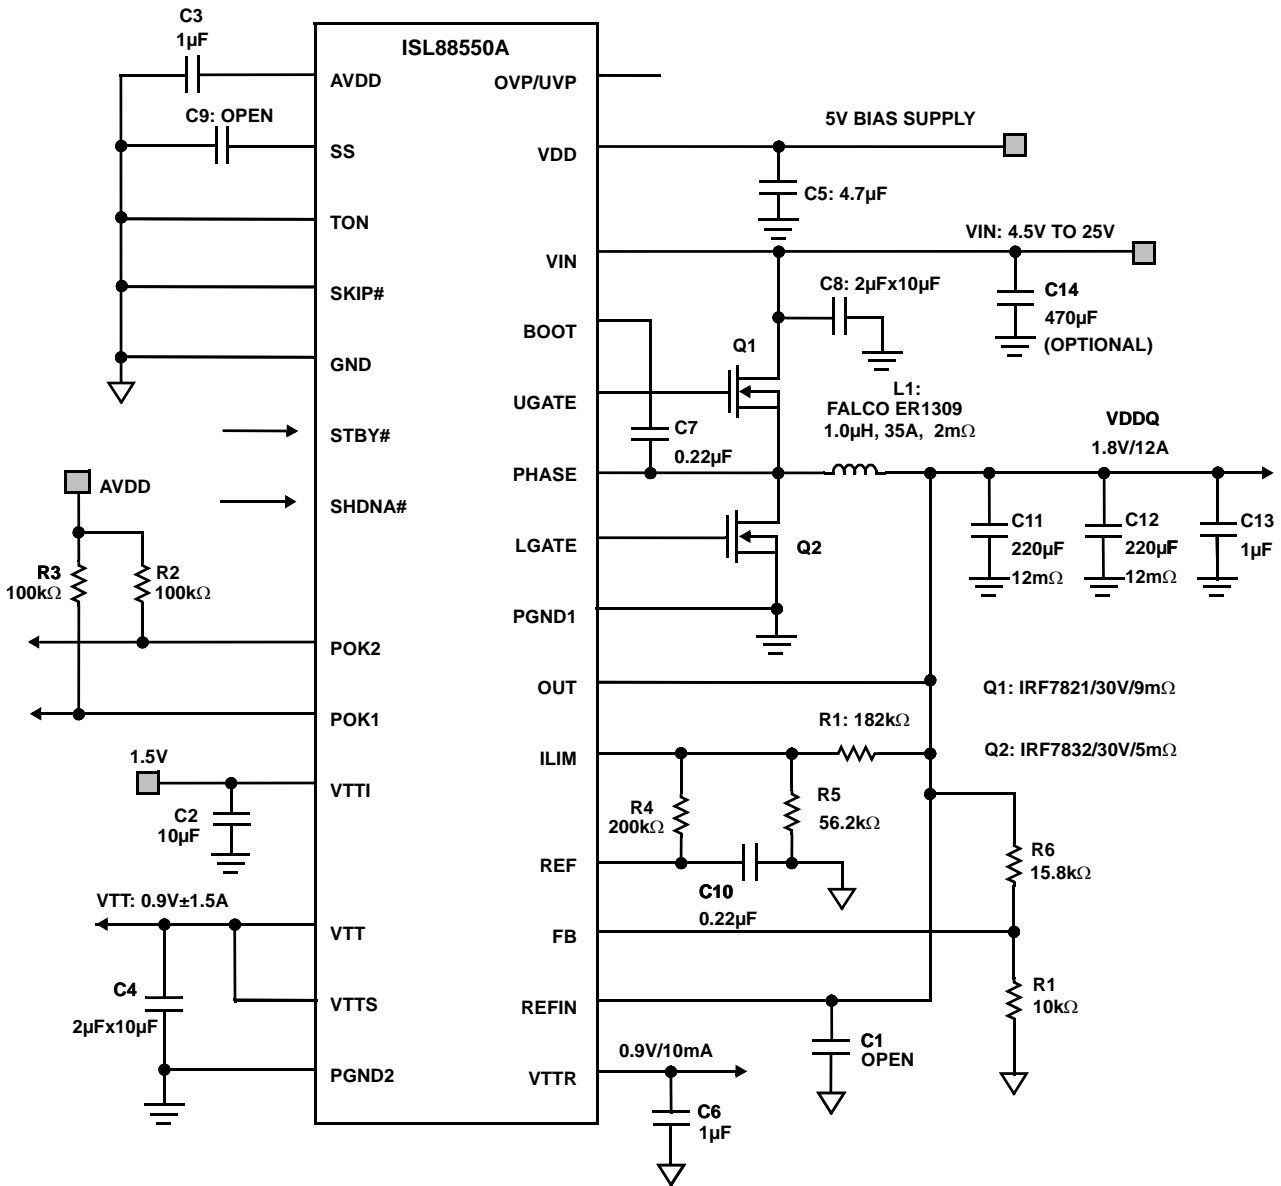 C3
1µF
ISL88550A
AVDD
OVP/UVP
C9: OPEN
5V BIAS SUPPLY
SS
VDD
C5: 4.7µF
TON
VIN: 4.5V TO 25V
VIN
SKIP#
C8: 2µFx10µF
C14
470µF
(OPTIONAL)
BOOT
Q1
GND
L1:
FALCO ER1309
1.0µH, 35A, 2mΩ
UGATE
VDDQ
1.8V/12A
C7
0.22µF
STBY#
PHASE
AVDD
SHDNA#
C11
220µF
12mΩ
C12
220µF
12mΩ
C13
1µF
LGATE
Q2
R3
100kΩ
R2
100kΩ
PGND1
POK2
OUT
Q1: IRF7821/30V/9mΩ
POK1
R1: 182kΩ
1.5V
ILIM
Q2: IRF7832/30V/5mΩ
VTTI
C2
10µF
R4
200kΩ
R5
56.2kΩ
REF
R6
15.8kΩ
C10
0.22µF
VTT: 0.9V±1.5A
VTT
FB
C4
2µFx10µF
VTTS
REFIN
R1
10kΩ
C1
OPEN
0.9V/10mA
PGND2
VTTR
C6
1µF